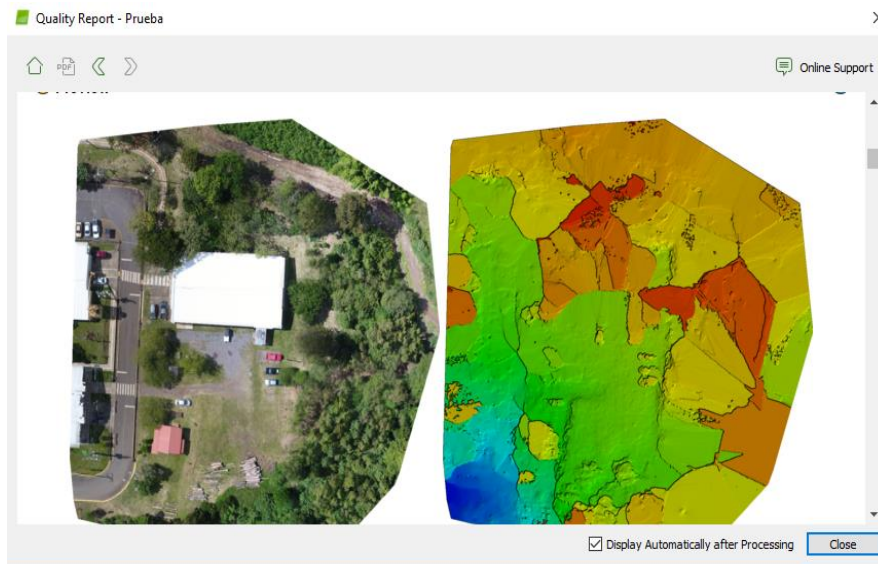 Quality Report - Prueba
PDF
Online Support
Display Automatically after Processing
Close